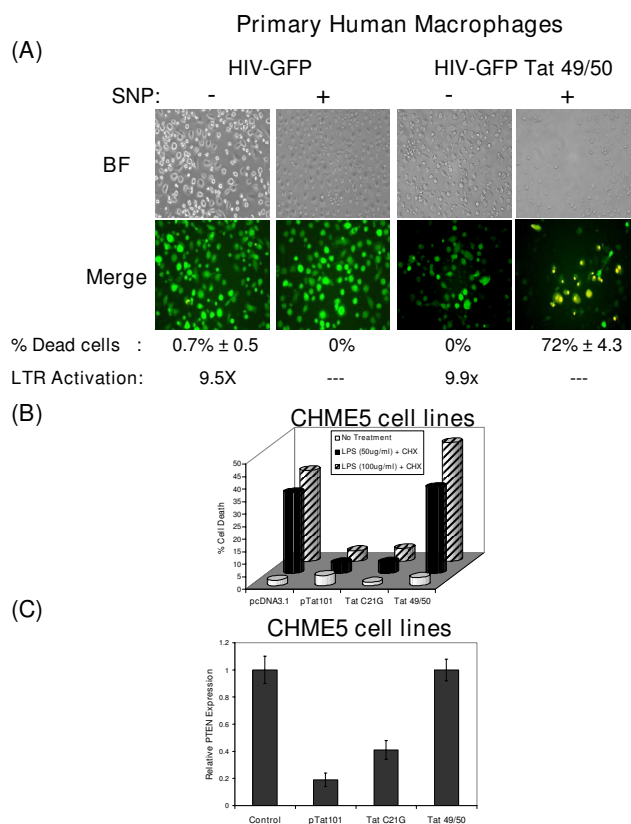 Primary Human Macrophages
(A)
HIV-GFP HIV-GFP Tat 49/50
SNP: - + - +
BF
Merge
% Dead cells : 0.7% ± 0.5 0% 0% 72% ± 4.3
LTR Activation: 9.5X --- 9.9x ---
(B)
CHME5 cell lines
No Treatment
LPS (50ug/ml) + CHX
LPS (100ug/ml) + CHX
% Cell Death
50
45
40
35
30
25
20
15
10
5
0
pcDNA3.1 pTat101 Tat C21G Tat 49/50
(C)
CHME5 cell lines
Relative PTEN Expression
1.2
1
0.8
0.6
0.4
0.2
0
Control pTat101 Tat C21G Tat 49/50